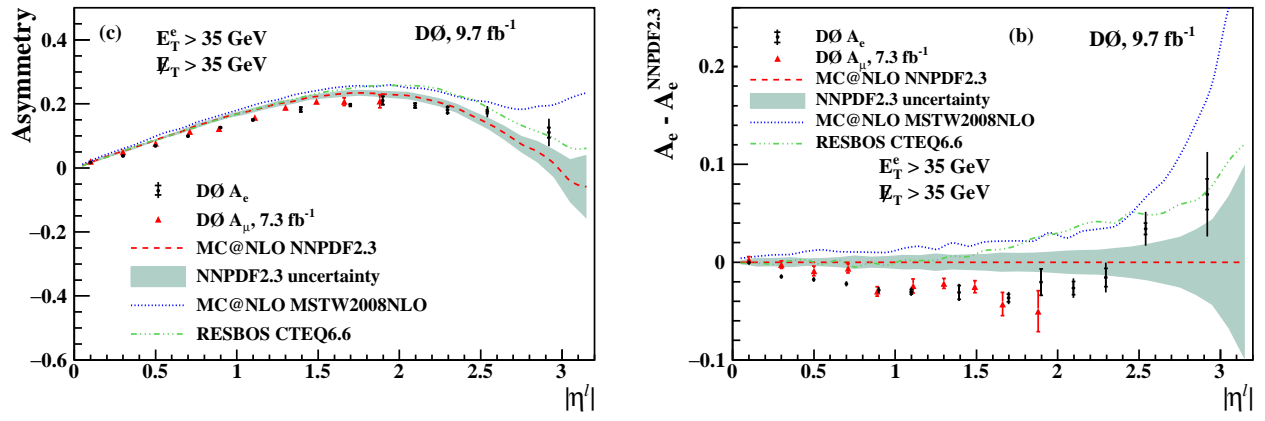 Asymmetry
(c)
E_T^e > 35 GeV
E̸_T > 35 GeV
DØ, 9.7 fb^-1
0.4
0.2
0
−0.2
−0.4
−0.6
DØ A_e
DØ A_μ, 7.3 fb^-1
MC@NLO NNPDF2.3
NNPDF2.3 uncertainty
MC@NLO MSTW2008NLO
RESBOS CTEQ6.6
0 0.5 1 1.5 2 2.5 3
|η^l|
A_e - A_e^NNPDF2.3
DØ A_e
DØ A_μ, 7.3 fb^-1
MC@NLO NNPDF2.3
NNPDF2.3 uncertainty
MC@NLO MSTW2008NLO
RESBOS CTEQ6.6
(b)
DØ, 9.7 fb^-1
E_T^e > 35 GeV
E̸_T > 35 GeV
0.2
0.1
0
−0.1
0 0.5 1 1.5 2 2.5 3
|η^l|